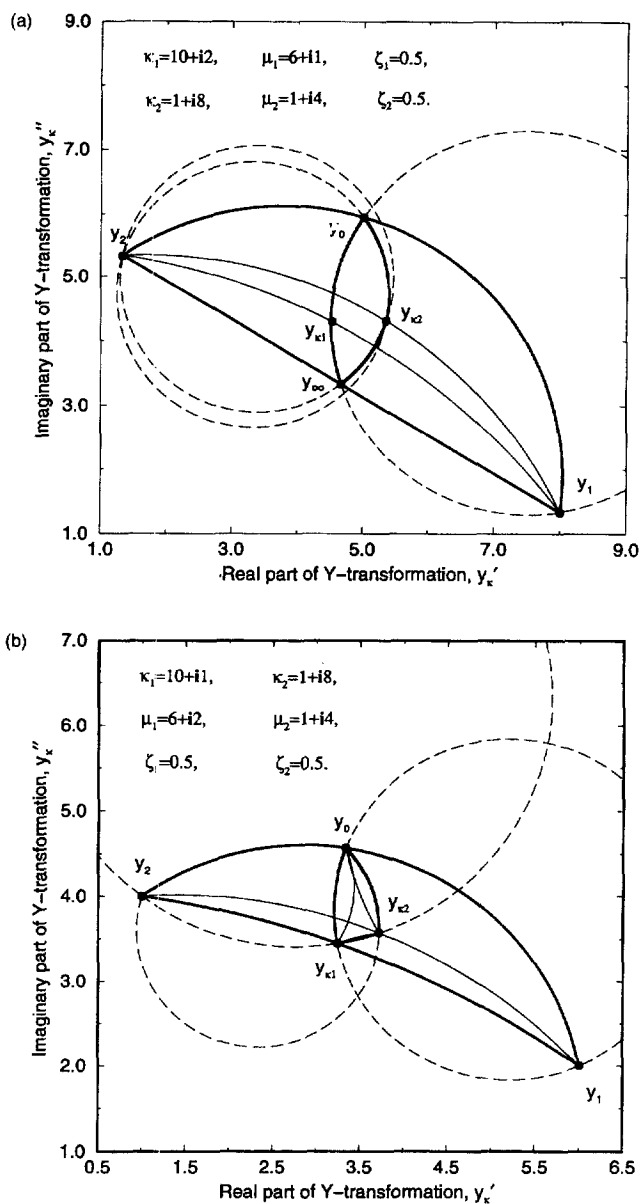 (a)
9.0
κ₁=10+i2, μ₁=6+i1, ζ₁=0.5,
κ₂=1+i8, μ₂=1+i4, ζ₂=0.5.
7.0
y₂
y₀
5.0
yκ1
yκ2
y∞
3.0
y₁
1.0
1.0 3.0 5.0 7.0 9.0
Imaginary part of Y−transformation, yκ″
Real part of Y−transformation, yκ′
(b)
7.0
κ₁=10+i1, κ₂=1+i8,
μ₁=6+i2, μ₂=1+i4,
6.0
ζ₁=0.5, ζ₂=0.5.
5.0
y₀
y₂
4.0
yκ2
yκ1
3.0
2.0
y₁
1.0
0.5 1.5 2.5 3.5 4.5 5.5 6.5
Imaginary part of Y−transformation, yκ″
Real part of Y−transformation, yκ′